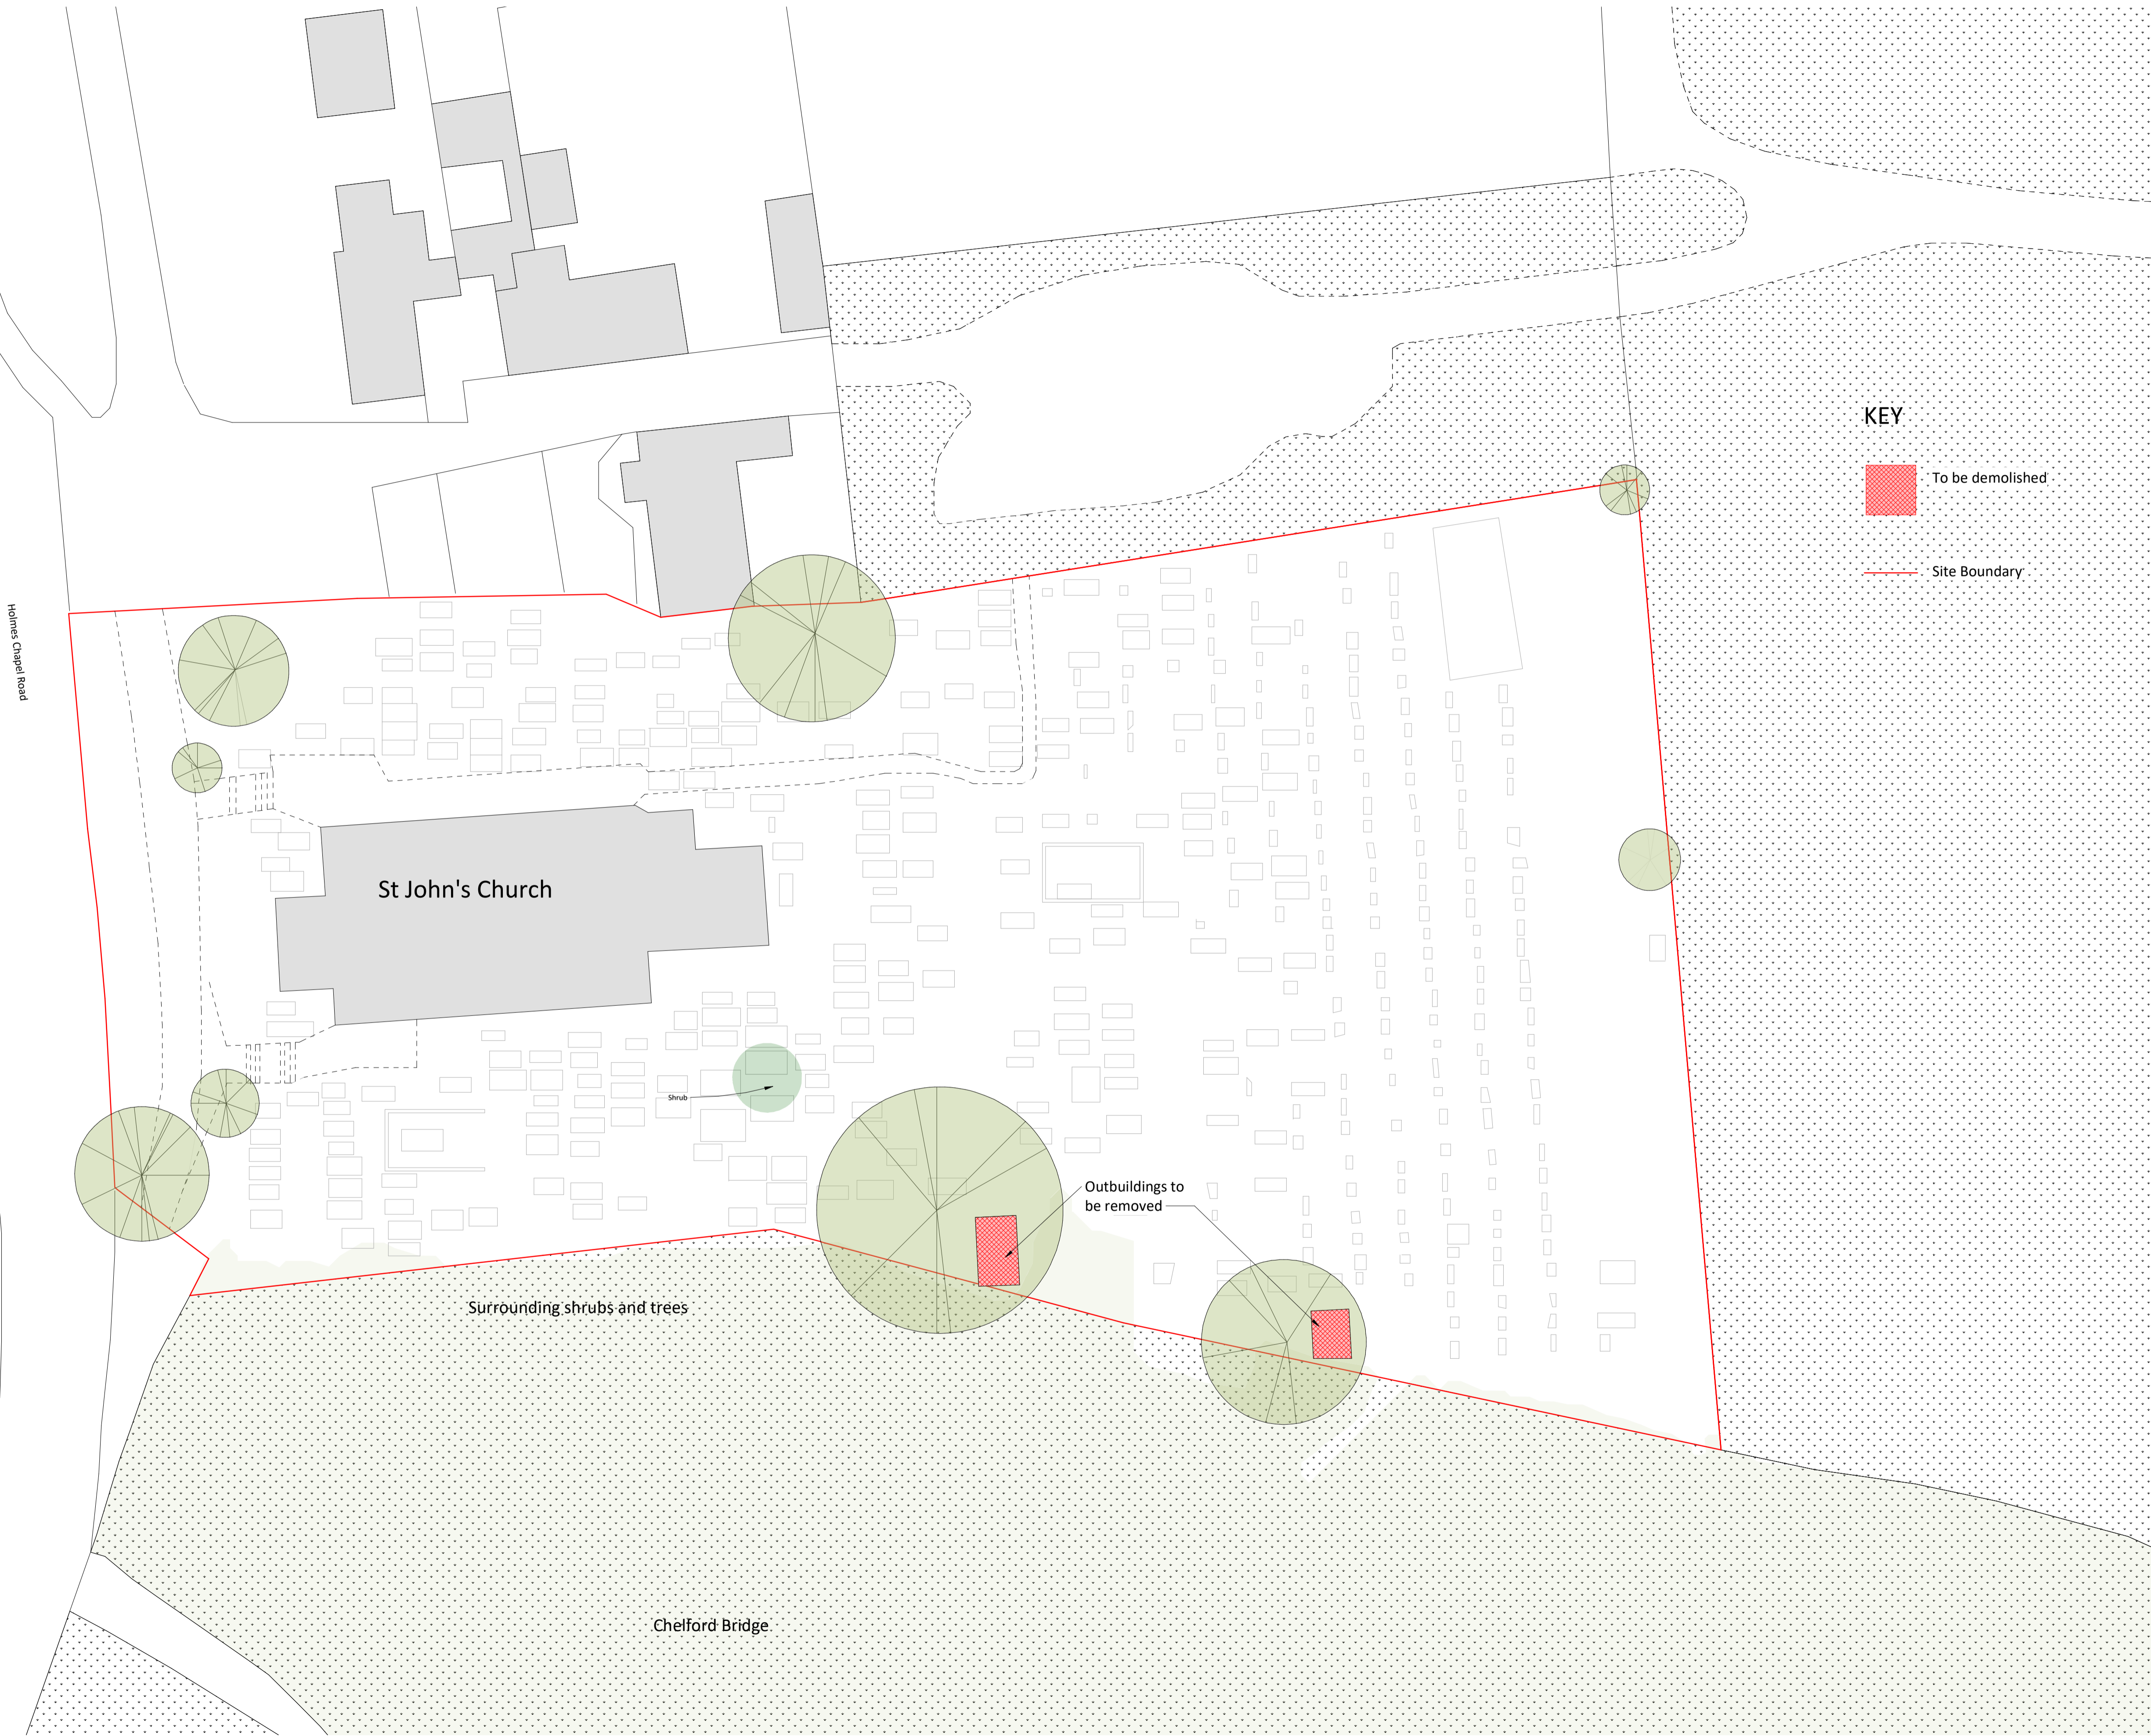 KEY
To be demolished
Site Boundary
Holmes Chapel Road
St John's Church
Shrub
Outbuildings to
be removed
Surrounding shrubs and trees
Chelford Bridge